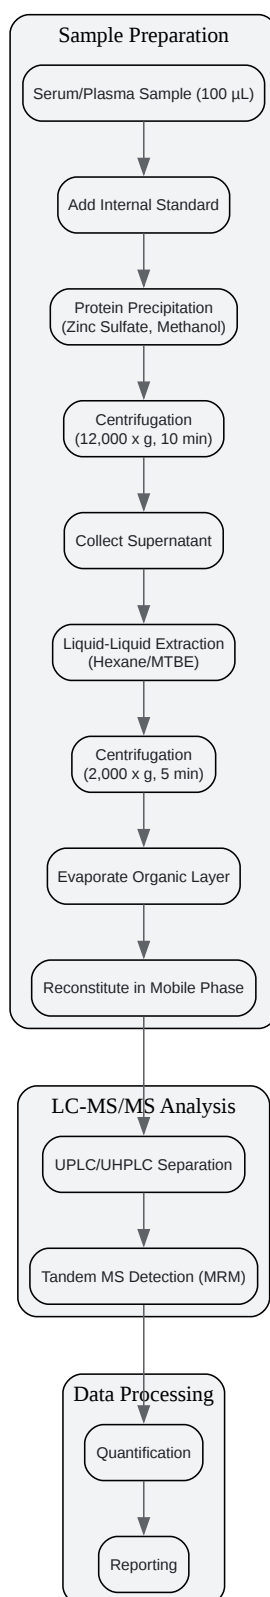 Sample Preparation
Serum/Plasma Sample (100 µL)
Add Internal Standard
Protein Precipitation
(Zinc Sulfate, Methanol)
Centrifugation
(12,000 x g, 10 min)
Collect Supernatant
Liquid-Liquid Extraction
(Hexane/MTBE)
Centrifugation
(2,000 x g, 5 min)
Evaporate Organic Layer
Reconstitute in Mobile Phase
LC-MS/MS Analysis
UPLC/UHPLC Separation
Tandem MS Detection (MRM)
Data Processing
Quantification
Reporting